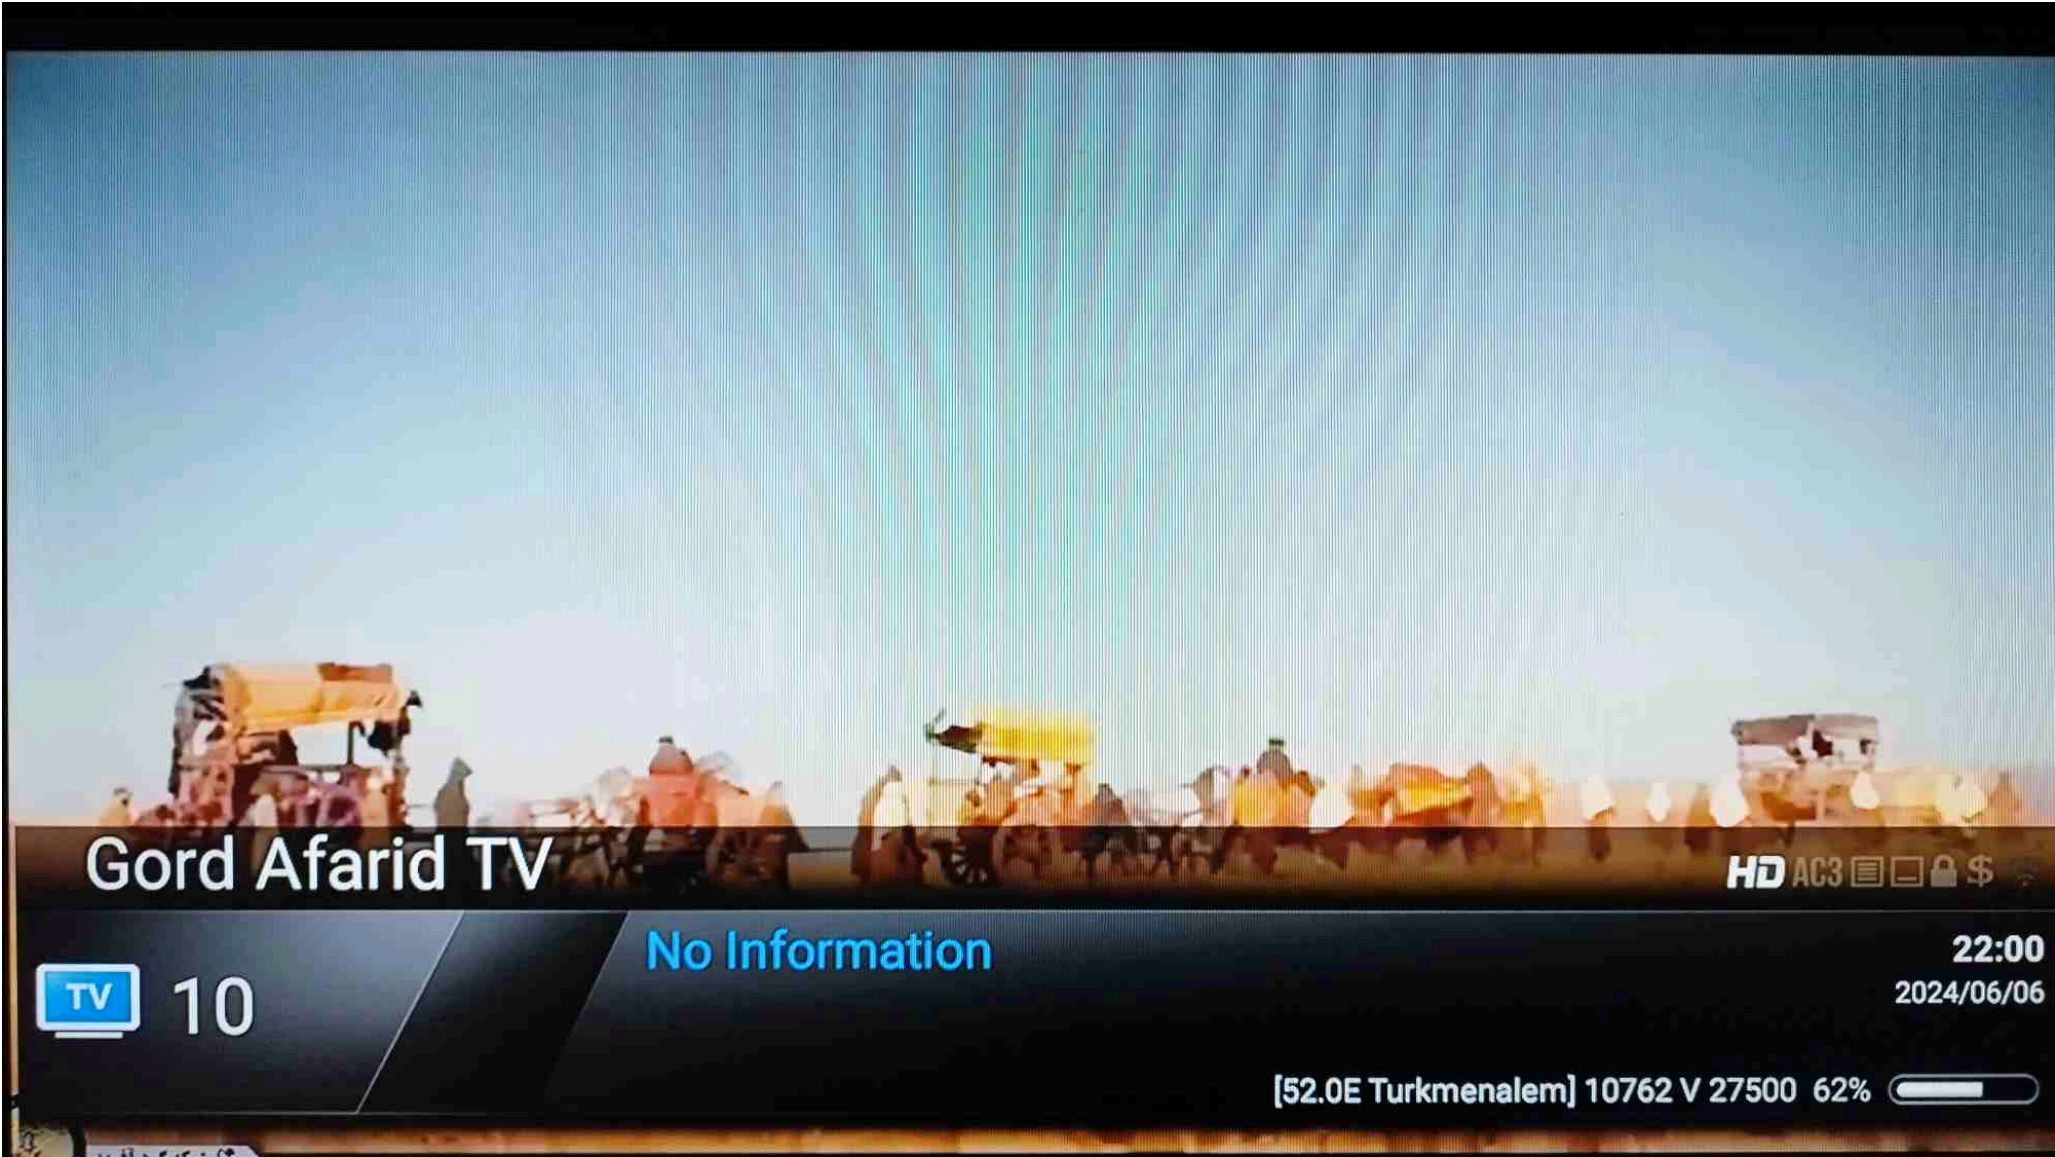 Gord Afarid TV
HD AC3 $
TV 10
No Information
22:00
2024/06/06
[52.0E Turkmenalem] 10762 V 27500 62%